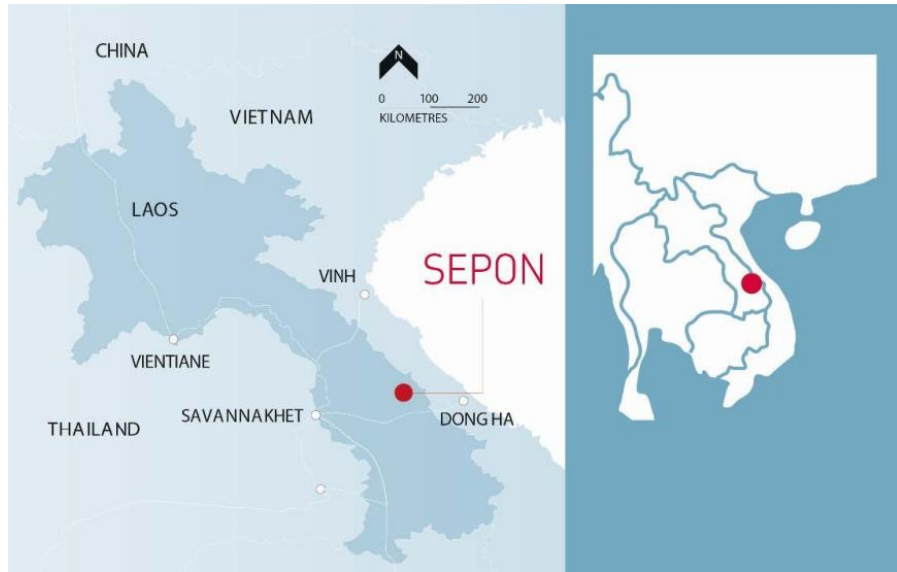 CHINA
N
0 100 200
KILOMETRES
VIETNAM
LAOS
SEPON
VINH
VIENTIANE
SAVANNAKHET
DONG HA
THAILAND